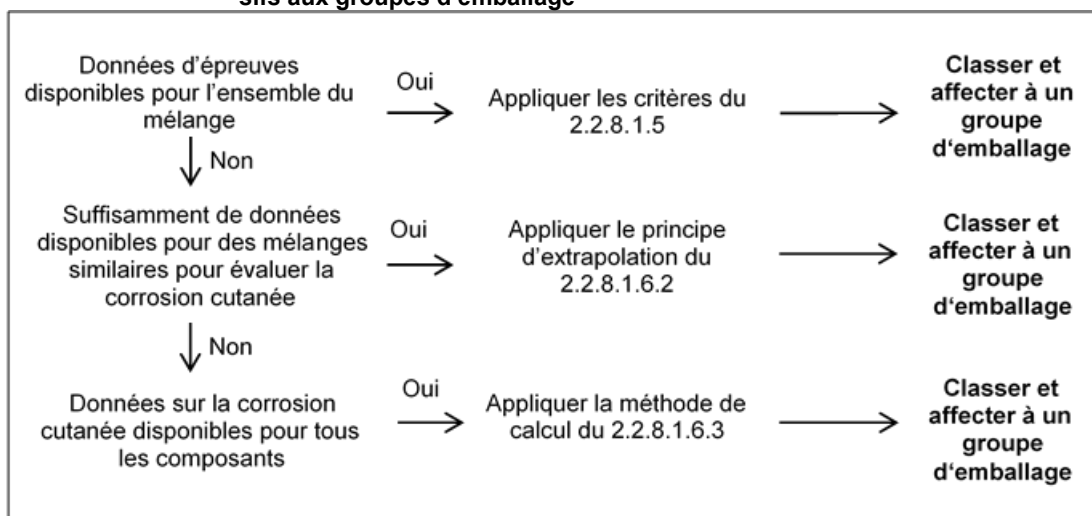 sifs aux groupes d'emballage
Données d'épreuves
disponibles pour l'ensemble du
mélange
Oui
Appliquer les critères du
2.2.8.1.5
Classer et
affecter à un
groupe
d'emballage
Non
Suffisamment de données
disponibles pour des mélanges
similaires pour évaluer la
corrosion cutanée
Oui
Appliquer le principe
d'extrapolation du
2.2.8.1.6.2
Classer et
affecter à un
groupe
d'emballage
Non
Données sur la corrosion
cutanée disponibles pour tous
les composants
Oui
Appliquer la méthode de
calcul du 2.2.8.1.6.3
Classer et
affecter à un
groupe
d'emballage